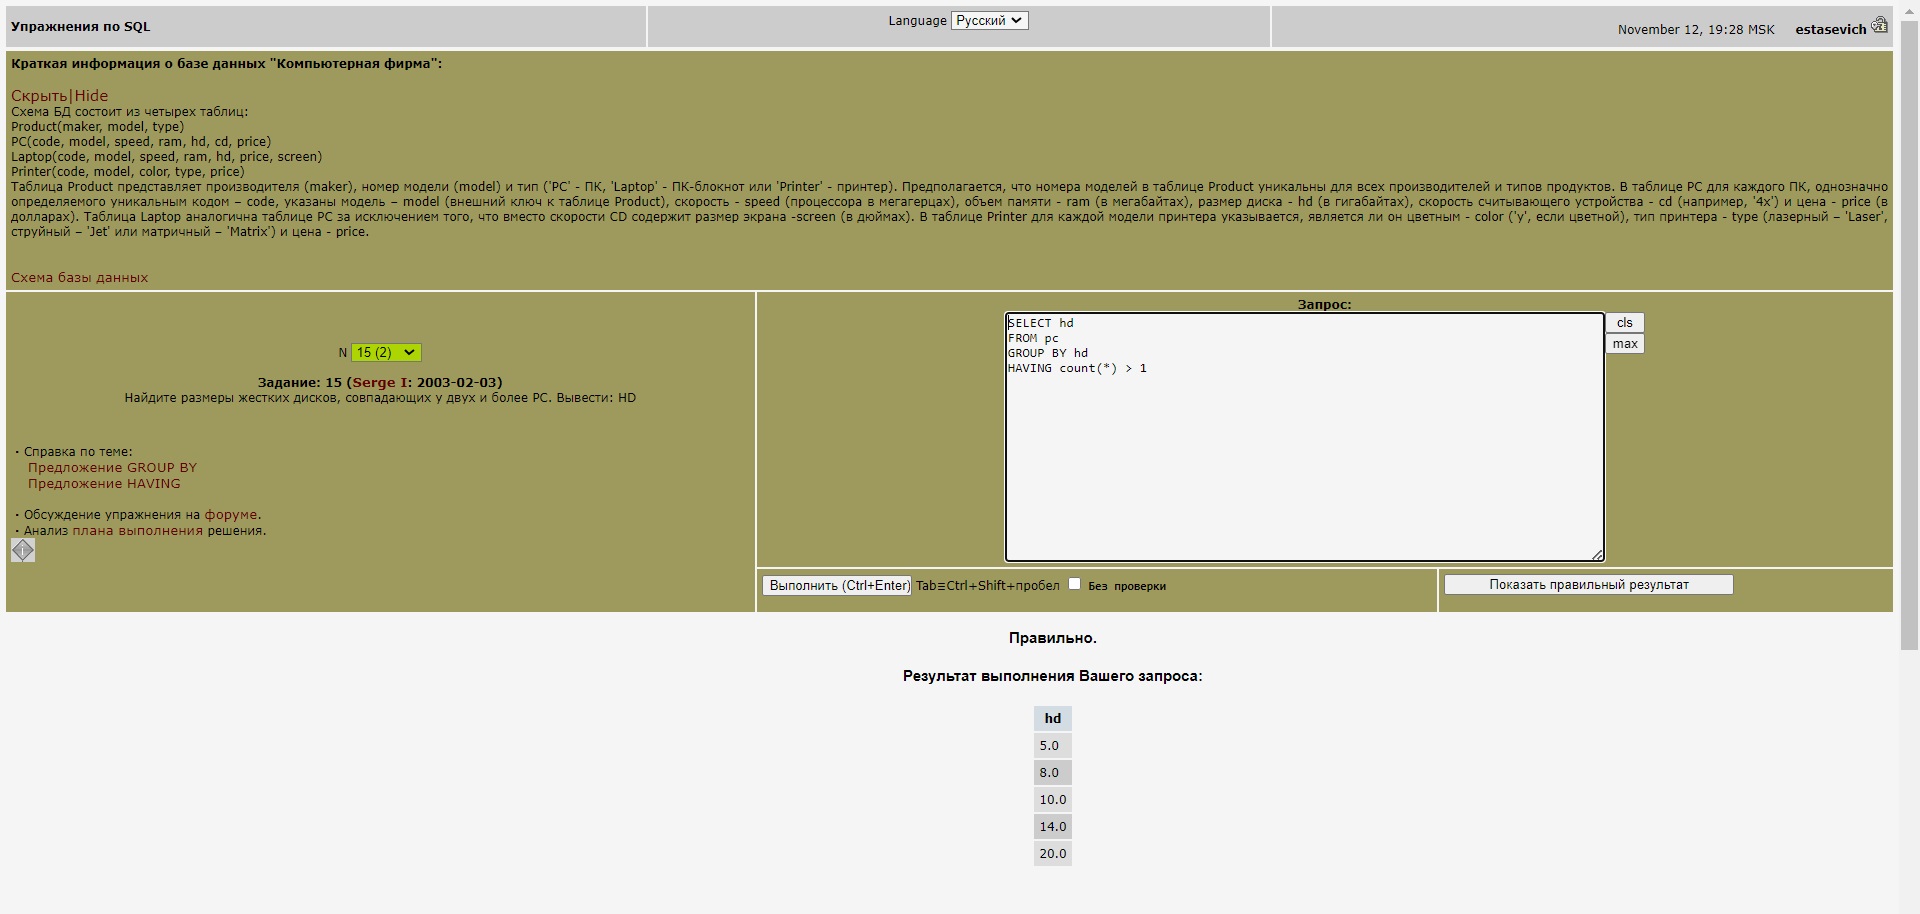 Упражнения по SQL
Language Русский
November 12, 19:28 MSK estasevich
Краткая информация о базе данных "Компьютерная фирма":
Скрыть|Hide
Схема БД состоит из четырех таблиц:
Product(maker, model, type)
PC(code, model, speed, ram, hd, cd, price)
Laptop(code, model, speed, ram, hd, price, screen)
Printer(code, model, color, type, price)
Таблица Product представляет производителя (maker), номер модели (model) и тип ('PC' - ПК, 'Laptop' - ПК-блокнот или 'Printer' - принтер). Предполагается, что номера моделей в таблице Product уникальны для всех производителей и типов продуктов. В таблице PC для каждого ПК, однозначно
определяемого уникальным кодом – code, указаны модель – model (внешний ключ к таблице Product), скорость - speed (процессора в мегагерцах), объем памяти - ram (в мегабайтах), размер диска - hd (в гигабайтах), скорость считывающего устройства - cd (например, '4x') и цена - price (в
долларах). Таблица Laptop аналогична таблице РС за исключением того, что вместо скорости CD содержит размер экрана -screen (в дюймах). В таблице Printer для каждой модели принтера указывается, является ли он цветным - color ('y', если цветной), тип принтера - type (лазерный – 'Laser',
струйный – 'Jet' или матричный – 'Matrix') и цена - price.
Схема базы данных
N 15 (2)
Задание: 15 (Serge I: 2003-02-03)
Найдите размеры жестких дисков, совпадающих у двух и более PC. Вывести: HD
· Справка по теме:
Предложение GROUP BY
Предложение HAVING
· Обсуждение упражнения на форуме.
· Анализ плана выполнения решения.
Запрос:
SELECT hd
FROM pc
GROUP BY hd
HAVING count(*) > 1
cls
max
Выполнить (Ctrl+Enter) Tab≡Ctrl+Shift+пробел Без проверки
Показать правильный результат
Правильно.
Результат выполнения Вашего запроса:
hd
5.0
8.0
10.0
14.0
20.0